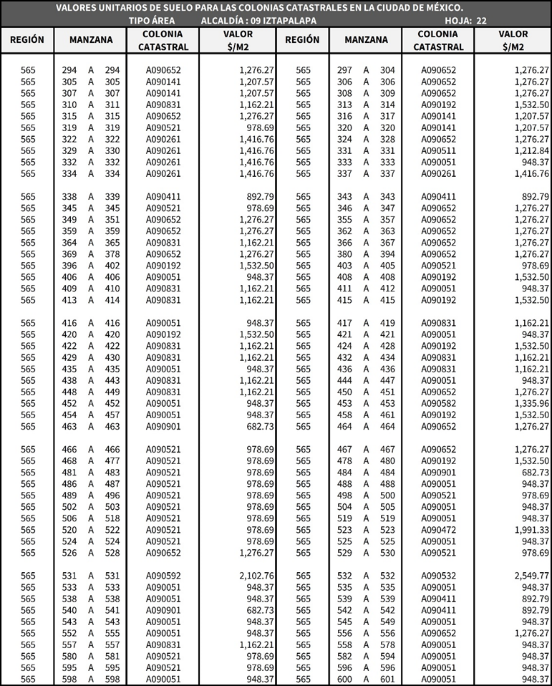 VALORES UNITARIOS DE SUELO PARA LAS COLONIAS CATASTRALES EN LA CIUDAD DE MÉXICO.
TIPO ÁREA ALCALDÍA : 09 IZTAPALAPA HOJA: 22
REGIÓN MANZANA COLONIA CATASTRAL VALOR $/M2 REGIÓN MANZANA COLONIA CATASTRAL VALOR $/M2
565 294 A 294 A090652 1,276.27 565 297 A 304 A090652 1,276.27
565 305 A 305 A090141 1,207.57 565 306 A 306 A090652 1,276.27
565 307 A 307 A090141 1,207.57 565 308 A 309 A090652 1,276.27
565 310 A 311 A090831 1,162.21 565 313 A 314 A090192 1,532.50
565 315 A 315 A090652 1,276.27 565 316 A 317 A090141 1,207.57
565 319 A 319 A090521 978.69 565 320 A 320 A090141 1,207.57
565 322 A 322 A090261 1,416.76 565 324 A 328 A090652 1,276.27
565 329 A 330 A090261 1,416.76 565 331 A 331 A090511 1,212.84
565 332 A 332 A090261 1,416.76 565 333 A 333 A090051 948.37
565 334 A 334 A090261 1,416.76 565 337 A 337 A090261 1,416.76
565 338 A 339 A090411 892.79 565 343 A 343 A090411 892.79
565 345 A 345 A090521 978.69 565 346 A 347 A090652 1,276.27
565 349 A 351 A090652 1,276.27 565 355 A 357 A090652 1,276.27
565 359 A 359 A090652 1,276.27 565 362 A 363 A090652 1,276.27
565 364 A 365 A090831 1,162.21 565 366 A 367 A090652 1,276.27
565 369 A 378 A090652 1,276.27 565 380 A 394 A090652 1,276.27
565 396 A 402 A090192 1,532.50 565 403 A 405 A090521 978.69
565 406 A 406 A090051 948.37 565 408 A 408 A090192 1,532.50
565 409 A 410 A090831 1,162.21 565 411 A 412 A090051 948.37
565 413 A 414 A090831 1,162.21 565 415 A 415 A090192 1,532.50
565 416 A 416 A090051 948.37 565 417 A 419 A090831 1,162.21
565 420 A 420 A090192 1,532.50 565 421 A 421 A090051 948.37
565 422 A 422 A090831 1,162.21 565 424 A 428 A090192 1,532.50
565 429 A 430 A090831 1,162.21 565 432 A 434 A090831 1,162.21
565 435 A 435 A090051 948.37 565 436 A 436 A090831 1,162.21
565 438 A 443 A090831 1,162.21 565 444 A 447 A090051 948.37
565 448 A 449 A090831 1,162.21 565 450 A 451 A090652 1,276.27
565 452 A 452 A090051 948.37 565 453 A 453 A090582 1,335.96
565 454 A 457 A090051 948.37 565 458 A 461 A090192 1,532.50
565 463 A 463 A090901 682.73 565 464 A 464 A090652 1,276.27
565 466 A 466 A090521 978.69 565 467 A 467 A090652 1,276.27
565 468 A 477 A090521 978.69 565 478 A 480 A090192 1,532.50
565 481 A 483 A090521 978.69 565 484 A 484 A090901 682.73
565 486 A 487 A090521 978.69 565 488 A 488 A090051 948.37
565 489 A 496 A090521 978.69 565 498 A 500 A090521 978.69
565 502 A 503 A090521 978.69 565 504 A 505 A090051 948.37
565 506 A 518 A090521 978.69 565 519 A 519 A090051 948.37
565 520 A 522 A090521 978.69 565 523 A 523 A090472 1,991.33
565 524 A 524 A090521 978.69 565 525 A 525 A090051 948.37
565 526 A 528 A090652 1,276.27 565 529 A 530 A090521 978.69
565 531 A 531 A090592 2,102.76 565 532 A 532 A090532 2,549.77
565 533 A 533 A090051 948.37 565 535 A 535 A090051 948.37
565 538 A 538 A090051 948.37 565 539 A 539 A090411 892.79
565 540 A 541 A090901 682.73 565 542 A 542 A090411 892.79
565 543 A 543 A090051 948.37 565 545 A 549 A090051 948.37
565 552 A 555 A090051 948.37 565 556 A 556 A090652 1,276.27
565 557 A 557 A090831 1,162.21 565 558 A 578 A090051 948.37
565 580 A 581 A090521 978.69 565 582 A 594 A090051 948.37
565 595 A 595 A090521 978.69 565 596 A 596 A090051 948.37
565 598 A 598 A090051 948.37 565 600 A 601 A090051 948.37